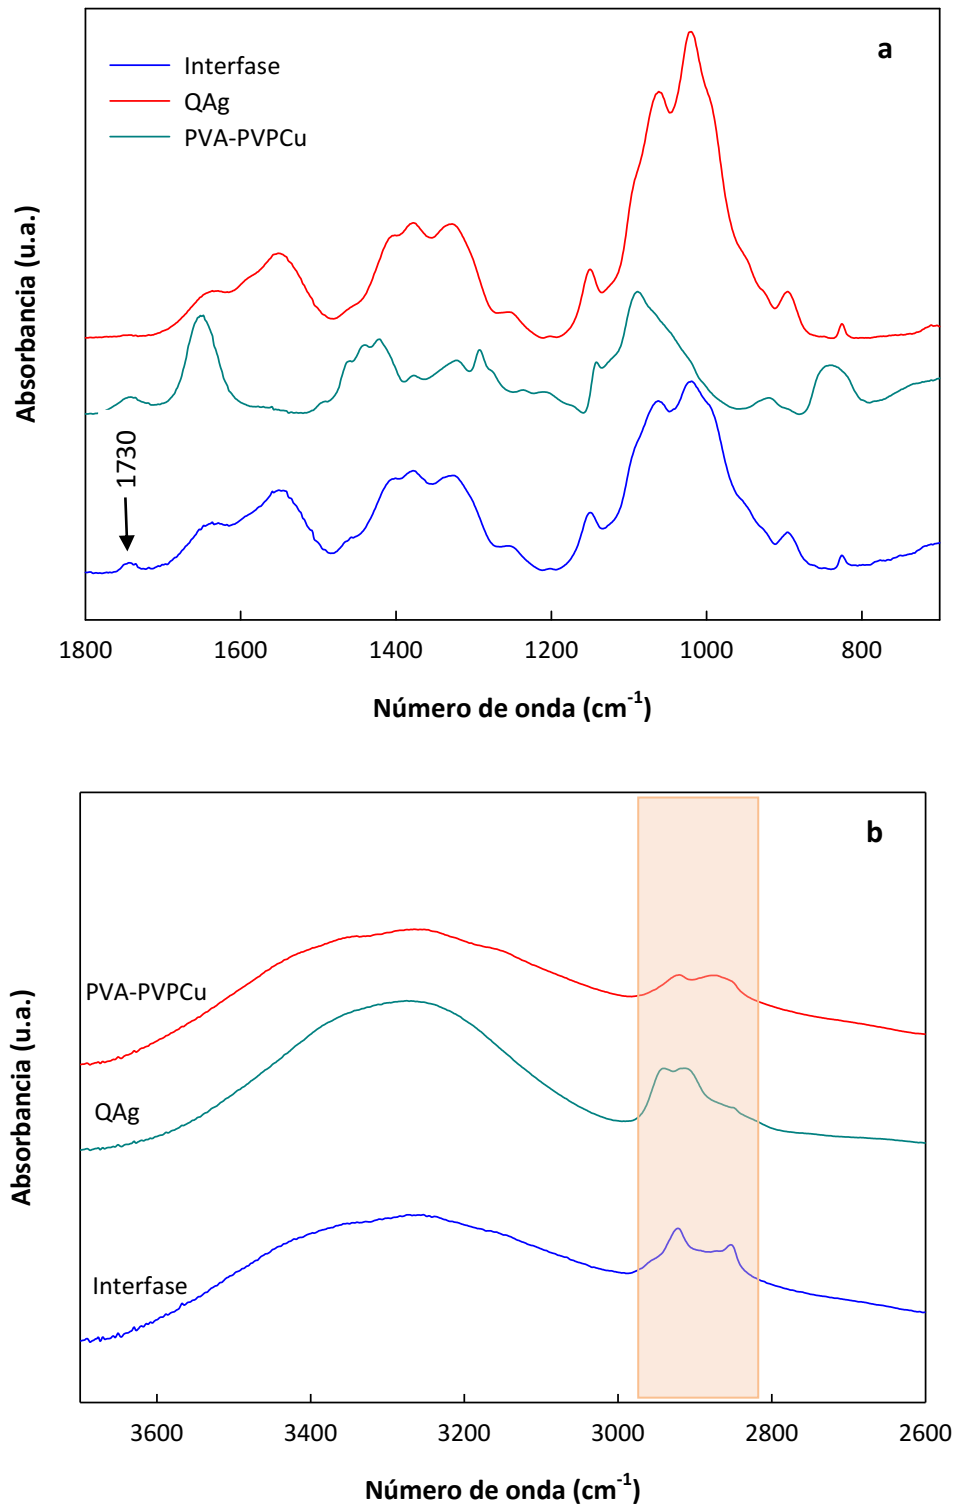 a
Interfase
QAg
PVA-PVPCu
Absorbancia (u.a.)
1730
1800 1600 1400 1200 1000 800
Número de onda (cm⁻¹)
b
PVA-PVPCu
QAg
Interfase
Absorbancia (u.a.)
3600 3400 3200 3000 2800 2600
Número de onda (cm⁻¹)